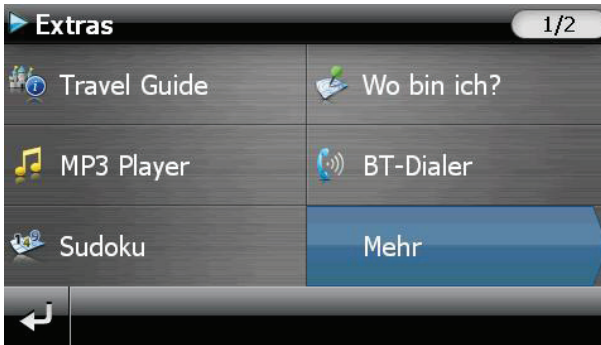 Extras
1/2
Travel Guide
Wo bin ich?
MP3 Player
BT-Dialer
Sudoku
Mehr